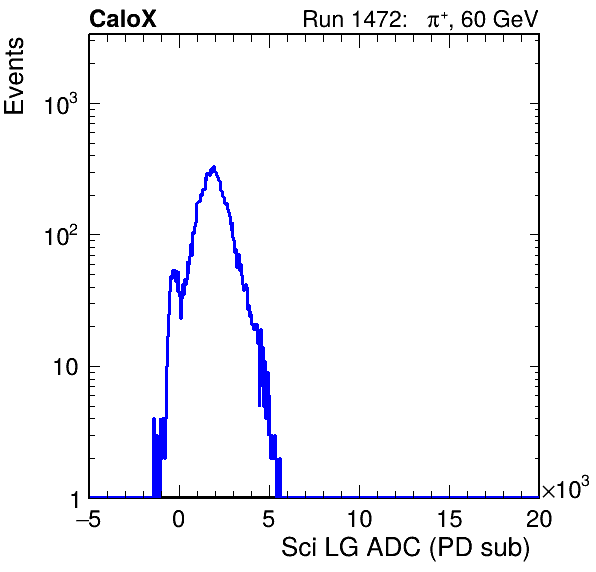 CaloX Run 1472: π⁺, 60 GeV
Events
10³
10²
10
1
−5 0 5 10 15 20 ×10³
Sci LG ADC (PD sub)